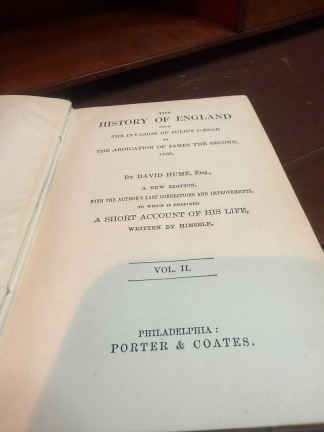 THE
HISTORY OF ENGLAND
FROM
THE INVASION OF JULIUS CÆSAR
TO
THE ABDICATION OF JAMES THE SECOND,
1688.
BY DAVID HUME, Esq.,
A NEW EDITION,
WITH THE AUTHOR'S LAST CORRECTIONS AND IMPROVEMENTS,
TO WHICH IS PREFIXED
A SHORT ACCOUNT OF HIS LIFE,
WRITTEN BY HIMSELF.
VOL. II.
PHILADELPHIA:
PORTER & COATES.